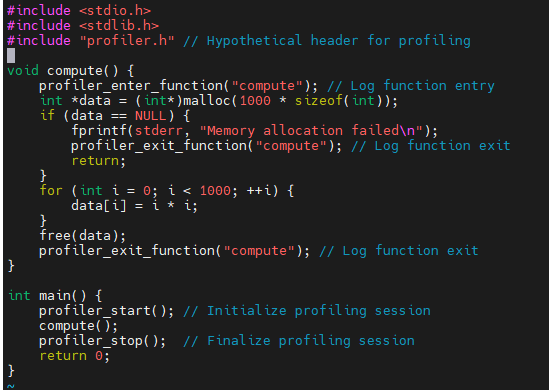 #include <stdio.h>
#include <stdlib.h>
#include "profiler.h" // Hypothetical header for profiling

void compute() {
    profiler_enter_function("compute"); // Log function entry
    int *data = (int*)malloc(1000 * sizeof(int));
    if (data == NULL) {
        fprintf(stderr, "Memory allocation failed\n");
        profiler_exit_function("compute"); // Log function exit
        return;
    }
    for (int i = 0; i < 1000; ++i) {
        data[i] = i * i;
    }
    free(data);
    profiler_exit_function("compute"); // Log function exit
}

int main() {
    profiler_start(); // Initialize profiling session
    compute();
    profiler_stop();  // Finalize profiling session
    return 0;
}
~